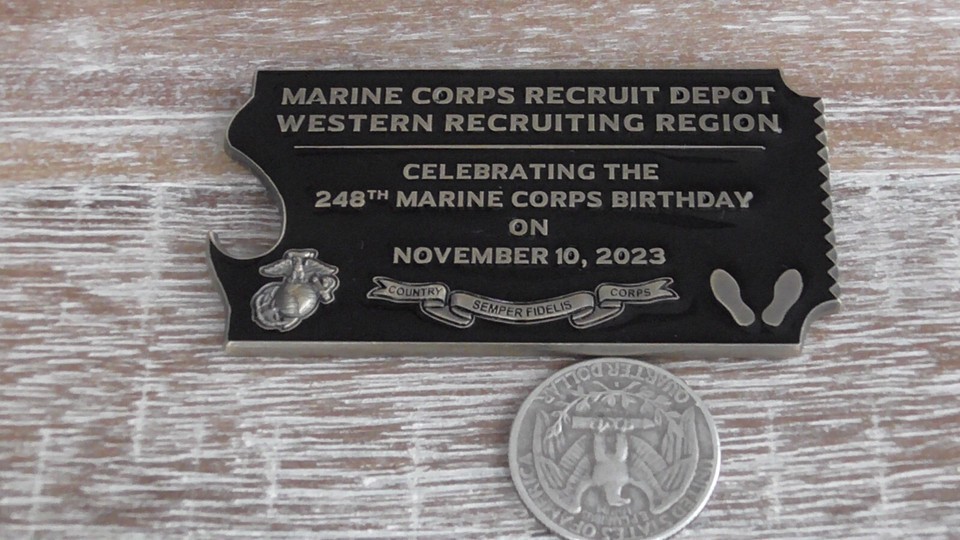 MARINE CORPS RECRUIT DEPOT
WESTERN RECRUITING REGION
CELEBRATING THE
248TH MARINE CORPS BIRTHDAY
ON
NOVEMBER 10, 2023
COUNTRY SEMPER FIDELIS CORPS
QUARTER DOLLAR
UNITED STATES OF AMERICA